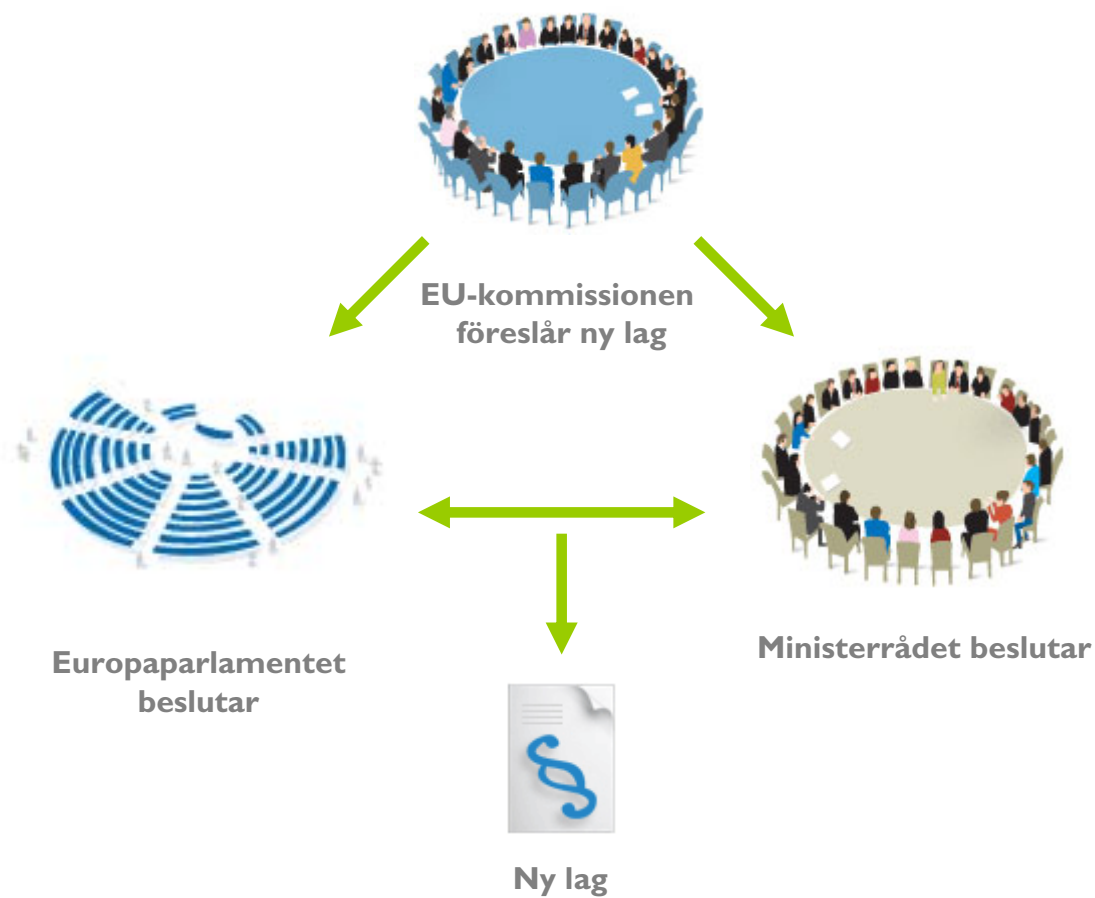 EU-kommissionen
föreslår ny lag
Europaparlamentet
beslutar
Ministerrådet beslutar
§
Ny lag